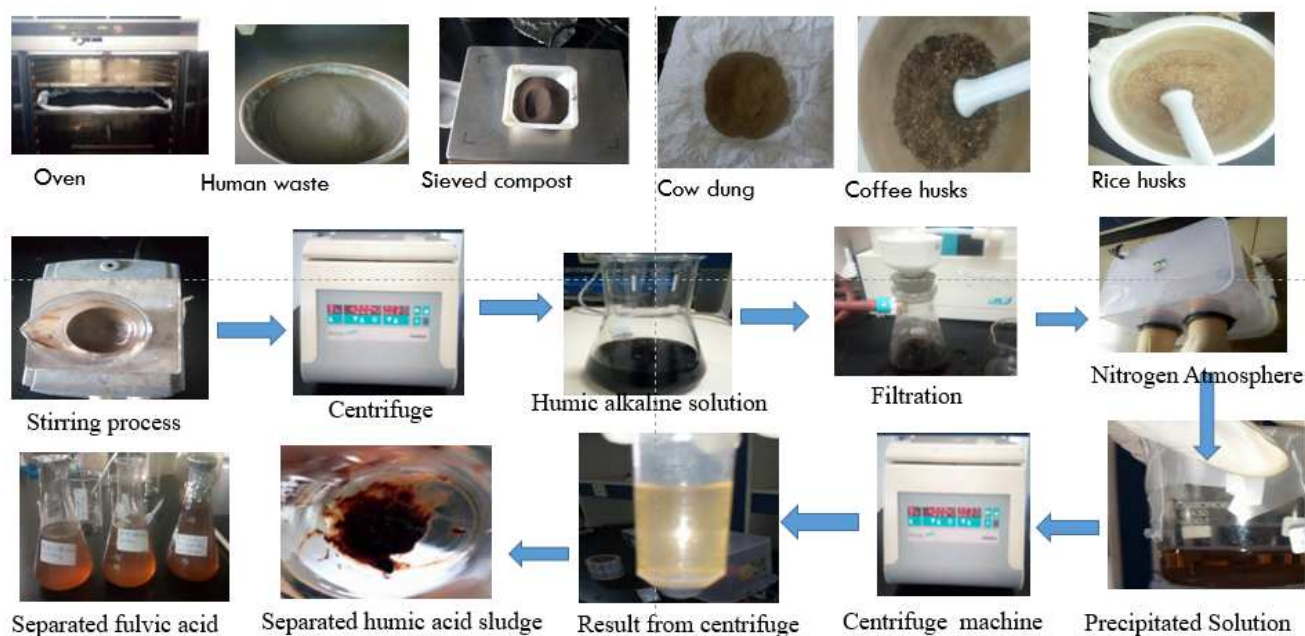 Oven
Human waste
Sieved compost
Cow dung
Coffee husks
Rice husks
Stirring process
Centrifuge
Humic alkaline solution
Filtration
Nitrogen Atmosphere
Separated fulvic acid
Separated humic acid sludge
Result from centrifuge
Centrifuge machine
Precipitated Solution